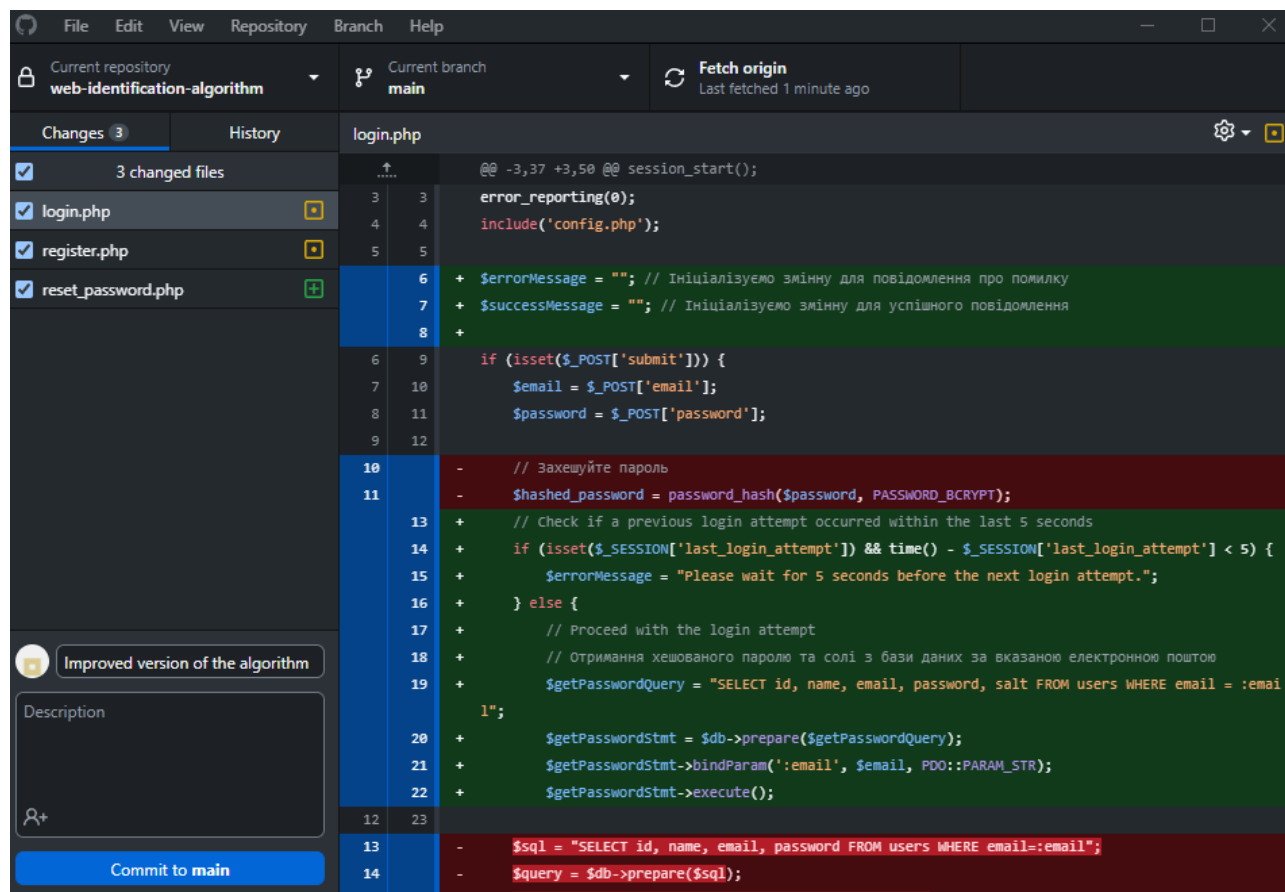 File Edit View Repository Branch Help
Current repository
web-identification-algorithm
Current branch
main
Fetch origin
Last fetched 1 minute ago
Changes 3 History
3 changed files
login.php
register.php
reset_password.php
Improved version of the algorithm
Description
Commit to main
login.php
@@ -3,37 +3,50 @@ session_start();
3 3 error_reporting(0);
4 4 include('config.php');
5 5
6 + $errorMessage = ""; // Ініціалізуємо змінну для повідомлення про помилку
7 + $successMessage = ""; // Ініціалізуємо змінну для успішного повідомлення
8 +
6 9 if (isset($_POST['submit'])) {
7 10 $email = $_POST['email'];
8 11 $password = $_POST['password'];
9 12
10 - // Захешуйте пароль
11 - $hashed_password = password_hash($password, PASSWORD_BCRYPT);
13 + // Check if a previous login attempt occurred within the last 5 seconds
14 + if (isset($_SESSION['last_login_attempt']) && time() - $_SESSION['last_login_attempt'] < 5) {
15 + $errorMessage = "Please wait for 5 seconds before the next login attempt.";
16 + } else {
17 + // Proceed with the login attempt
18 + // Отримання хешованого паролю та солі з бази даних за вказаною електронною поштою
19 + $getPasswordQuery = "SELECT id, name, email, password, salt FROM users WHERE email = :emai
l";
20 + $getPasswordStmt = $db->prepare($getPasswordQuery);
21 + $getPasswordStmt->bindParam(':email', $email, PDO::PARAM_STR);
22 + $getPasswordStmt->execute();
12 23
13 - $sql = "SELECT id, name, email, password FROM users WHERE email=:email";
14 - $query = $db->prepare($sql);